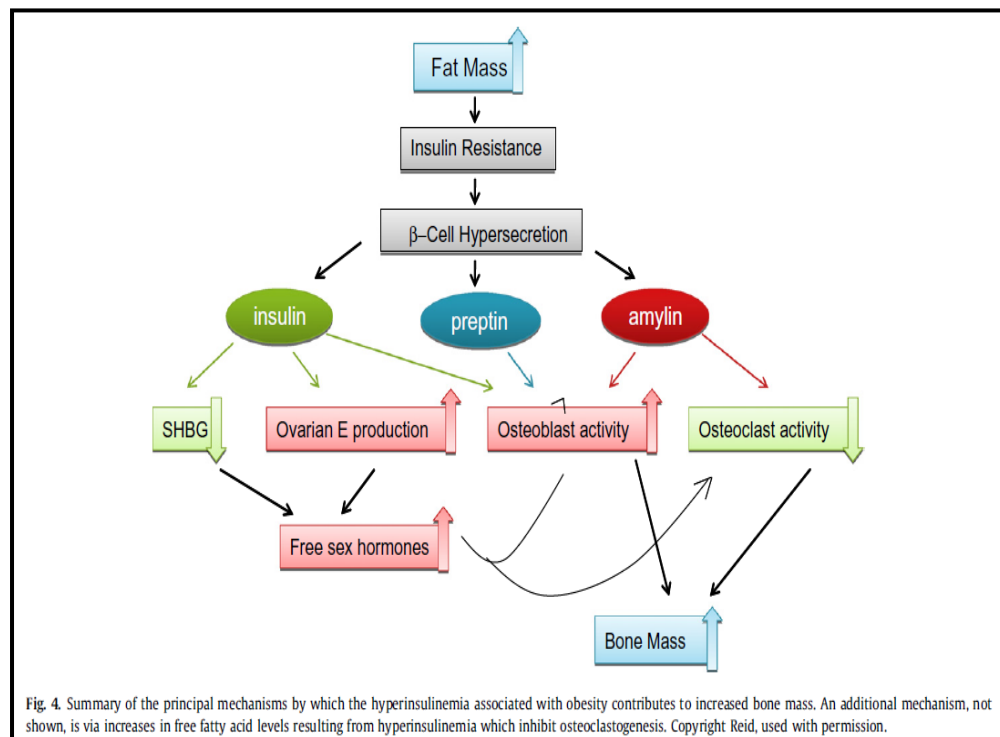 Fat Mass
Insulin Resistance
β–Cell Hypersecretion
insulin
preptin
amylin
SHBG
Ovarian E production
Osteoblast activity
Osteoclast activity
Free sex hormones
Bone Mass
Fig. 4. Summary of the principal mechanisms by which the hyperinsulinemia associated with obesity contributes to increased bone mass. An additional mechanism, not
shown, is via increases in free fatty acid levels resulting from hyperinsulinemia which inhibit osteoclastogenesis. Copyright Reid, used with permission.